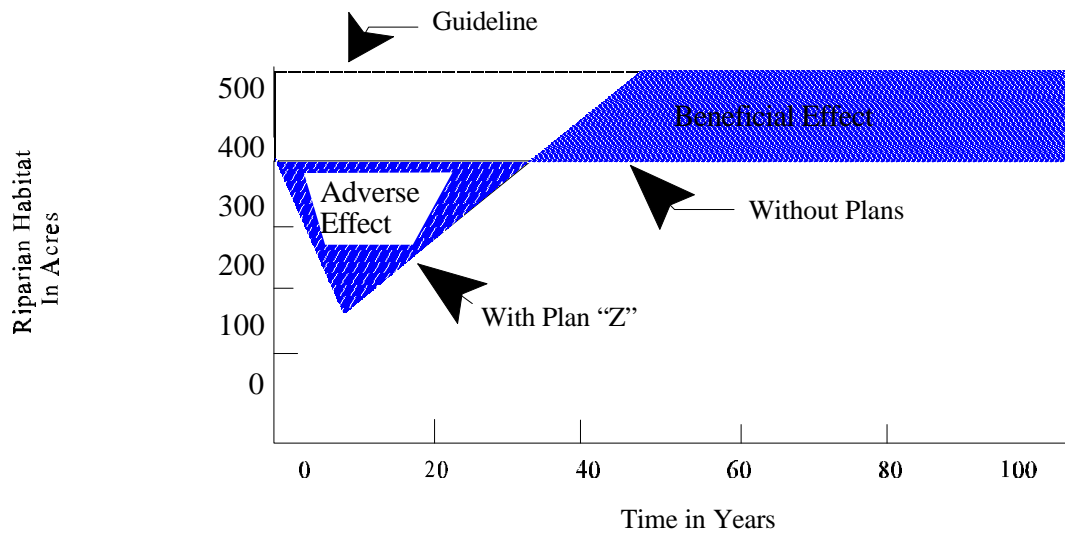 Guideline
500
400
300
200
100
0
Riparian Habitat
In Acres
Beneficial Effect
Adverse
Effect
Without Plans
With Plan “Z”
0 20 40 60 80 100
Time in Years